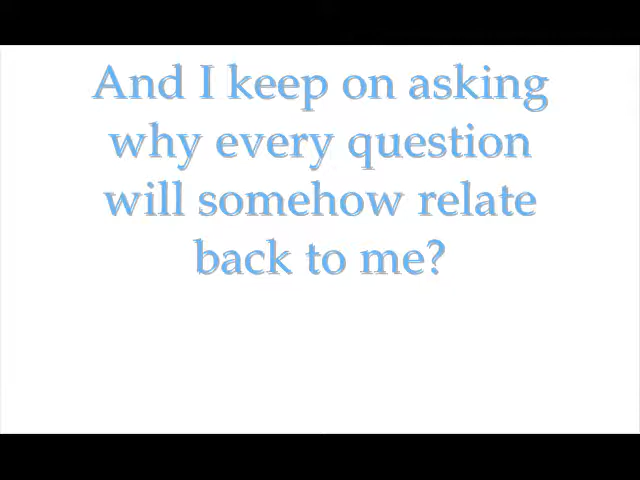 And I keep on asking
why every question
will somehow relate
back to me?